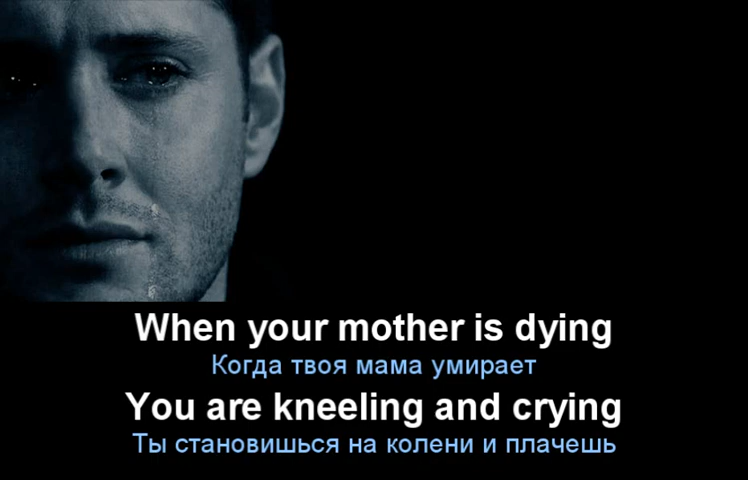 When your mother is dying
Когда твоя мама умирает
You are kneeling and crying
Ты становишься на колени и плачешь